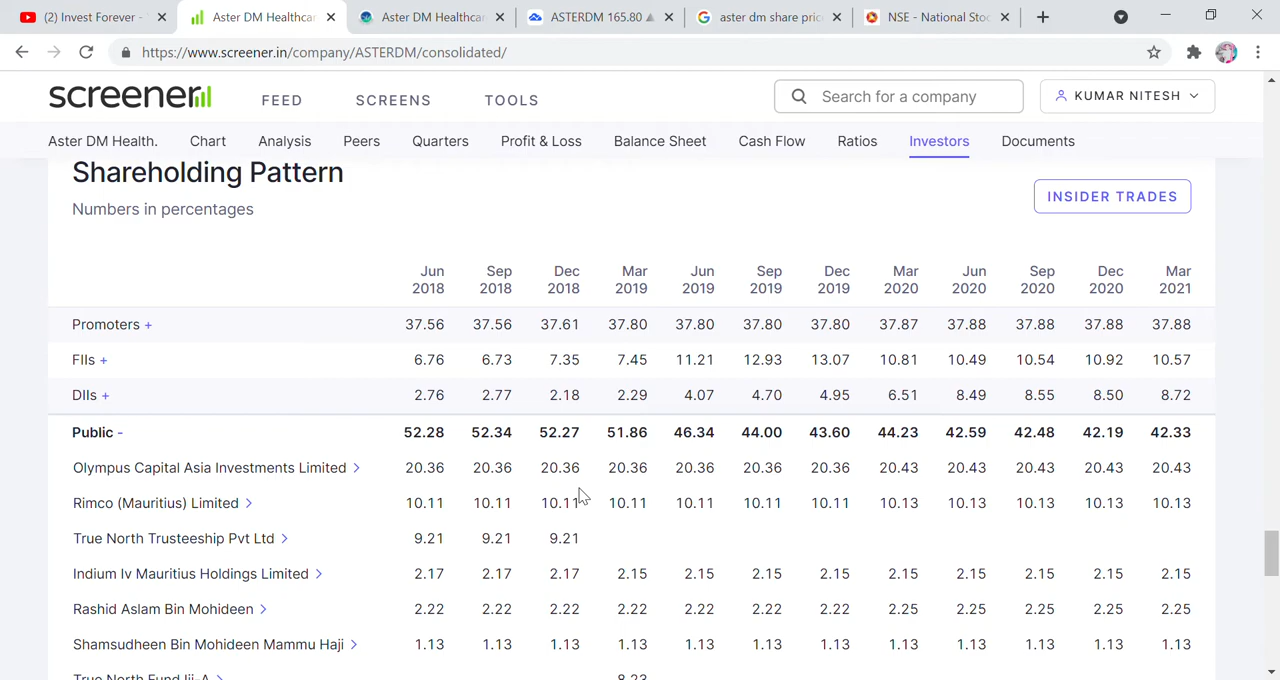 (2) Invest Forever -
Aster DM Healthcar
Aster DM Healthcar
ASTERDM 165.80 ▲
aster dm share pric
NSE - National Stoc
https://www.screener.in/company/ASTERDM/consolidated/
screener
FEED
SCREENS
TOOLS
Search for a company
KUMAR NITESH
Aster DM Health. Chart Analysis Peers Quarters Profit & Loss Balance Sheet Cash Flow Ratios Investors Documents
Shareholding Pattern
Numbers in percentages
INSIDER TRADES
Jun Sep Dec Mar Jun Sep Dec Mar Jun Sep Dec Mar
2018 2018 2018 2019 2019 2019 2019 2020 2020 2020 2020 2021
Promoters + 37.56 37.56 37.61 37.80 37.80 37.80 37.80 37.87 37.88 37.88 37.88 37.88
FIIs + 6.76 6.73 7.35 7.45 11.21 12.93 13.07 10.81 10.49 10.54 10.92 10.57
DIIs + 2.76 2.77 2.18 2.29 4.07 4.70 4.95 6.51 8.49 8.55 8.50 8.72
Public - 52.28 52.34 52.27 51.86 46.34 44.00 43.60 44.23 42.59 42.48 42.19 42.33
Olympus Capital Asia Investments Limited > 20.36 20.36 20.36 20.36 20.36 20.36 20.36 20.43 20.43 20.43 20.43 20.43
Rimco (Mauritius) Limited > 10.11 10.11 10.11 10.11 10.11 10.11 10.11 10.13 10.13 10.13 10.13 10.13
True North Trusteeship Pvt Ltd > 9.21 9.21 9.21
Indium Iv Mauritius Holdings Limited > 2.17 2.17 2.17 2.15 2.15 2.15 2.15 2.15 2.15 2.15 2.15 2.15
Rashid Aslam Bin Mohideen > 2.22 2.22 2.22 2.22 2.22 2.22 2.22 2.25 2.25 2.25 2.25 2.25
Shamsudheen Bin Mohideen Mammu Haji > 1.13 1.13 1.13 1.13 1.13 1.13 1.13 1.13 1.13 1.13 1.13 1.13
True North Fund Iii-A > 8.23